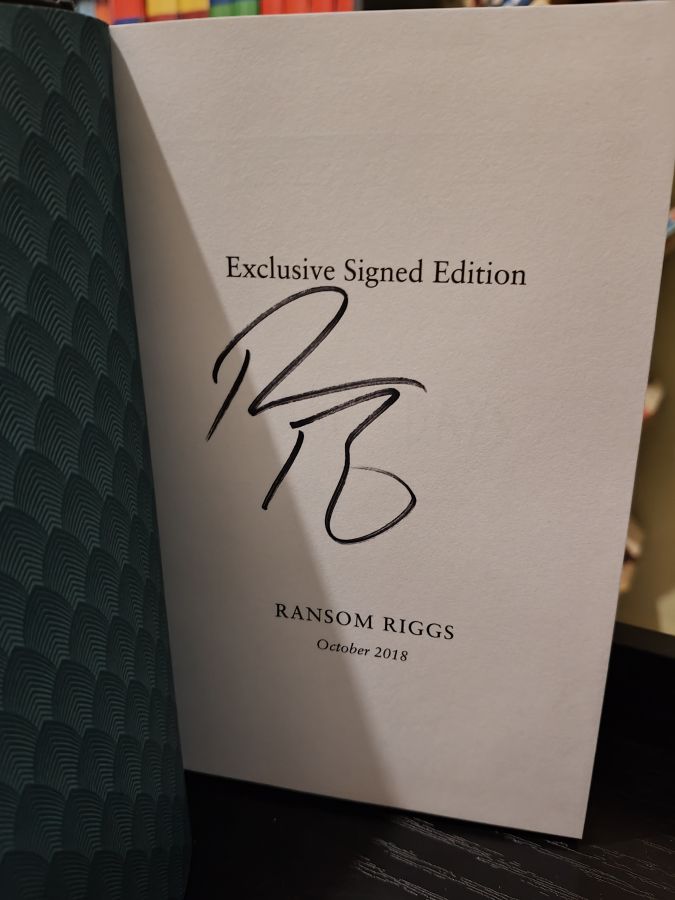 Exclusive Signed Edition
RANSOM RIGGS
October 2018